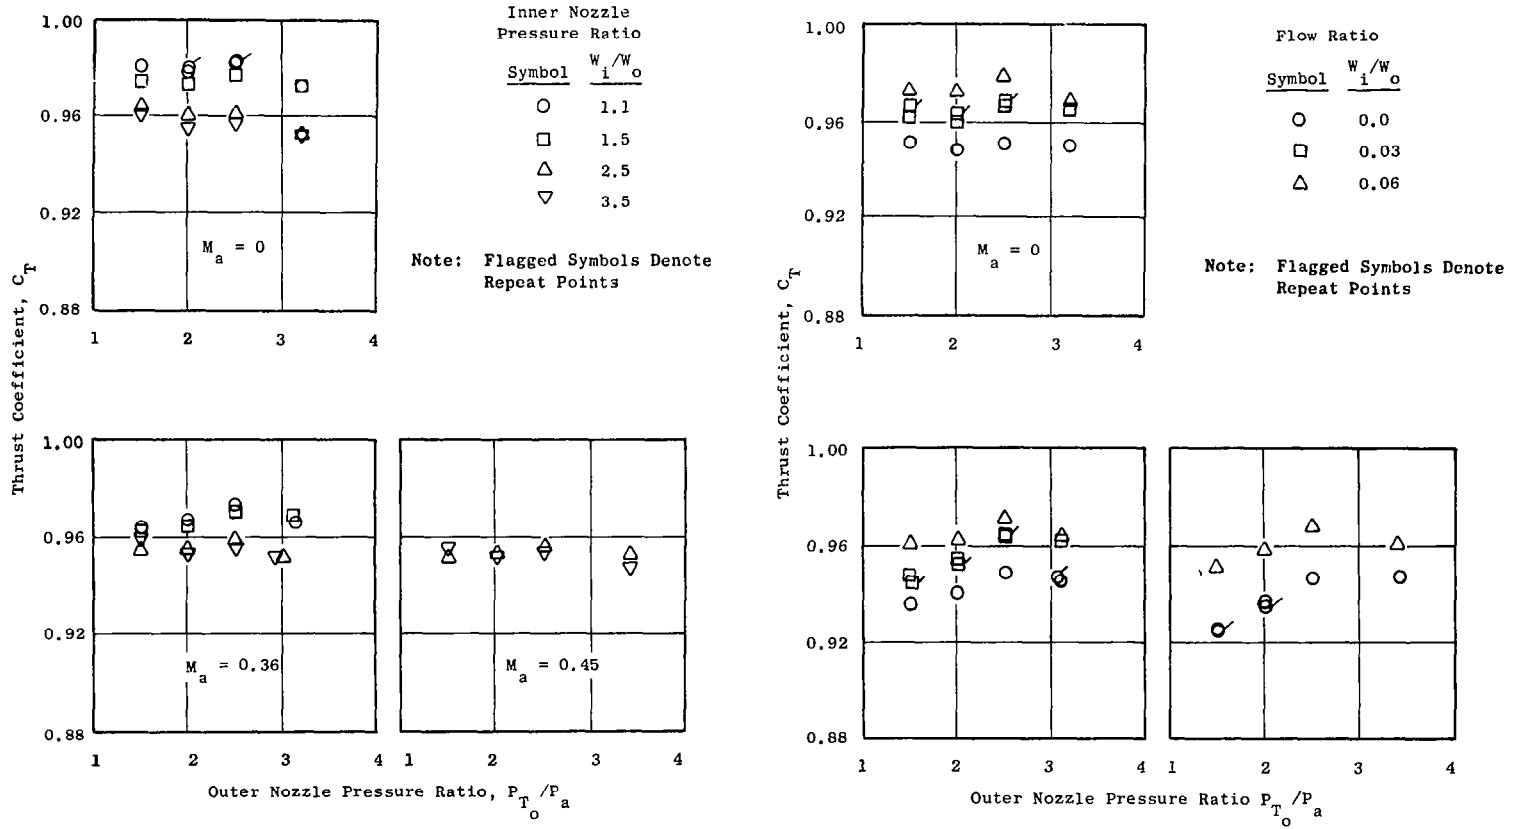 Inner Nozzle
Pressure Ratio
Symbol W_i/W_o
1.1
1.5
2.5
3.5
Note: Flagged Symbols Denote
Repeat Points
1.00
0.96
0.92
0.88
M_a = 0
1 2 3 4
Thrust Coefficient, C_T
1.00
0.96
0.92
0.88
M_a = 0.36
M_a = 0.45
1 2 3 4 1 2 3 4
Outer Nozzle Pressure Ratio, P_T_o/P_a
Flow Ratio
Symbol W_i/W_o
0.0
0.03
0.06
Note: Flagged Symbols Denote
Repeat Points
1.00
0.96
0.92
0.88
M_a = 0
1 2 3 4
Thrust Coefficient, C_T
1.00
0.96
0.92
0.88
1 2 3 4 1 2 3 4
Outer Nozzle Pressure Ratio P_T_o/P_a